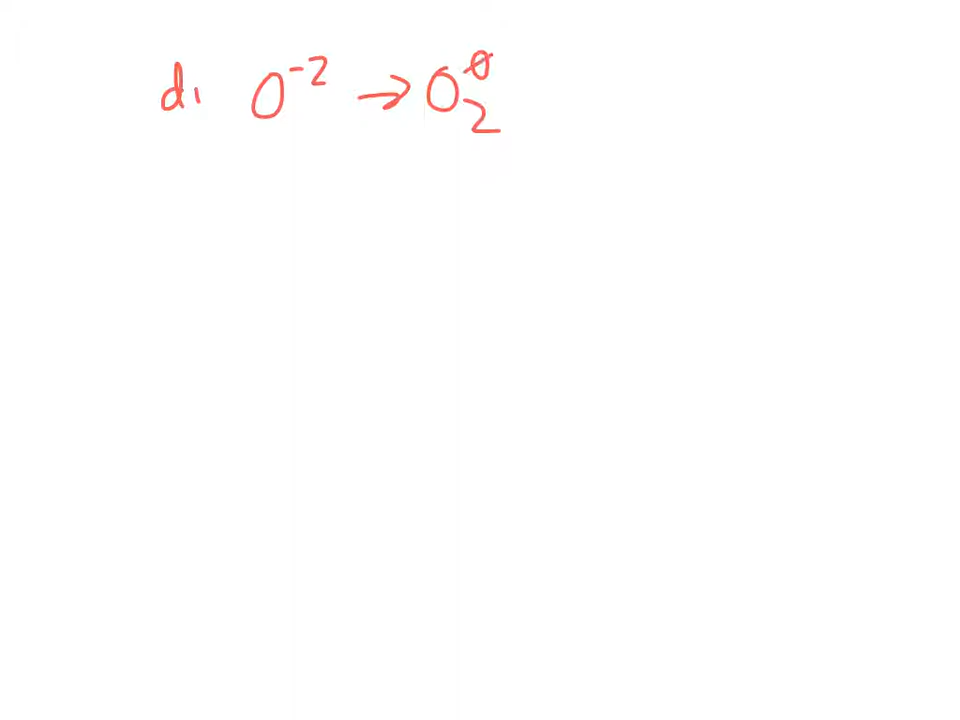 d. O⁻² → O₂⁰